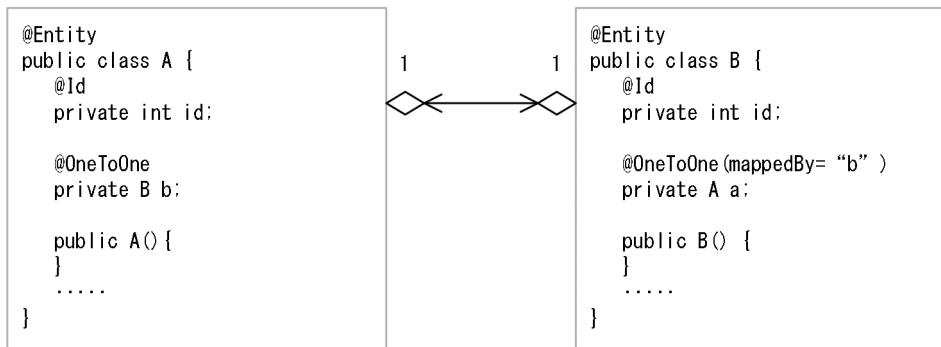 @Entity
public class A {
@Id
private int id;
@OneToOne
private B b;
public A(){
}
.....
}
1
1
@Entity
public class B {
@Id
private int id;
@OneToOne(mappedBy= “b” )
private A a;
public B() {
}
.....
}